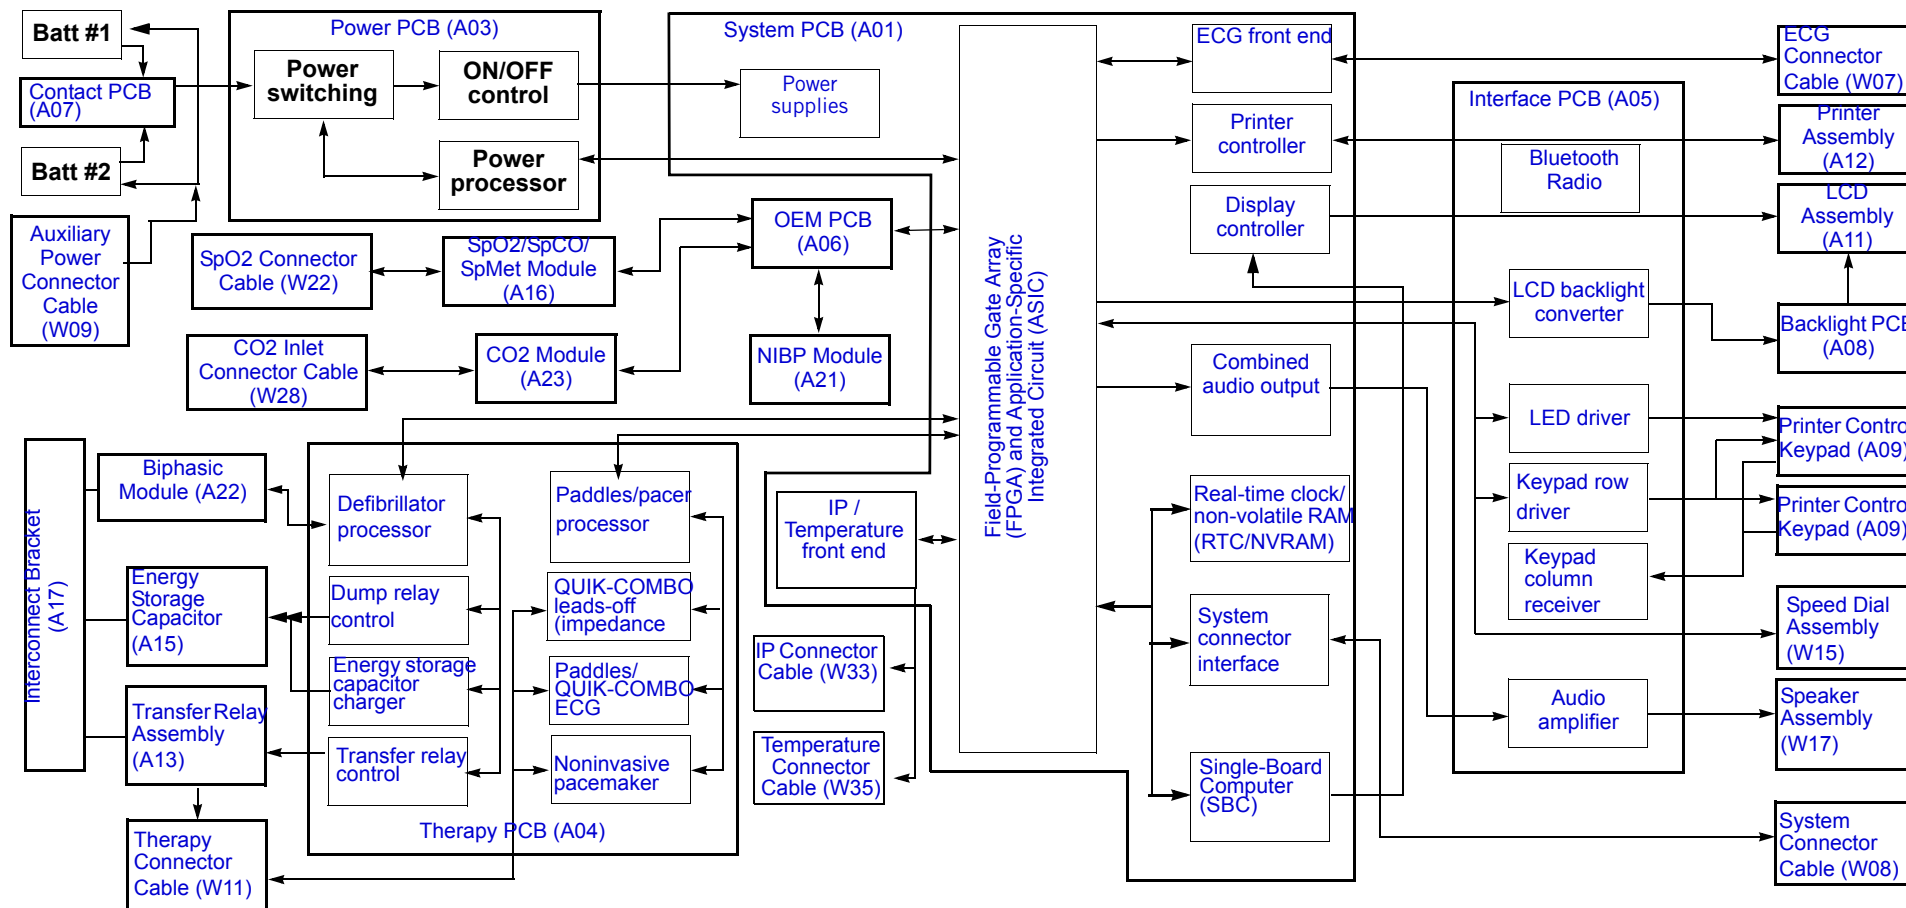 Batt #1
Contact PCB
(A07)
Batt #2
Auxiliary
Power
Connector
Cable
(W09)
Power PCB (A03)
Power
switching
ON/OFF
control
Power
processor
System PCB (A01)
Power
supplies
SpO2 Connector
Cable (W22)
SpO2/SpCO/
SpMet Module
(A16)
OEM PCB
(A06)
CO2 Inlet
Connector Cable
(W28)
CO2 Module
(A23)
NIBP Module
(A21)
Field-Programmable Gate Array
(FPGA) and Application-Specific
Integrated Circuit (ASIC)
ECG front end
Printer
controller
Display
controller
Combined
audio output
Real-time clock/
non-volatile RAM
(RTC/NVRAM)
System
connector
interface
Single-Board
Computer
(SBC)
Interface PCB (A05)
Bluetooth
Radio
LCD backlight
converter
LED driver
Keypad row
driver
Keypad
column
receiver
Audio
amplifier
ECG
Connector
Cable (W07)
Printer
Assembly
(A12)
LCD
Assembly
(A11)
Backlight PCB
(A08)
Printer Contro
Keypad (A09)
Printer Contro
Keypad (A09)
Speed Dial
Assembly
(W15)
Speaker
Assembly
(W17)
System
Connector
Cable (W08)
Interconnect Bracket
(A17)
Biphasic
Module (A22)
Energy
Storage
Capacitor
(A15)
Transfer Relay
Assembly
(A13)
Therapy
Connector
Cable (W11)
Defibrillator
processor
Dump relay
control
Energy storage
capacitor
charger
Transfer relay
control
Paddles/pacer
processor
QUIK-COMBO
leads-off
(impedance
Paddles/
QUIK-COMBO
ECG
Noninvasive
pacemaker
Therapy PCB (A04)
IP /
Temperature
front end
IP Connector
Cable (W33)
Temperature
Connector
Cable (W35)